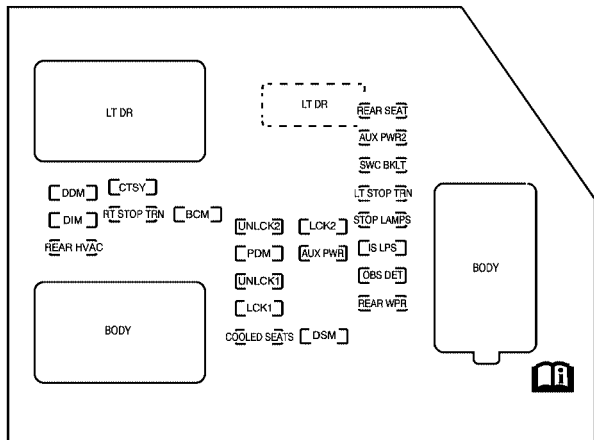 LT DR
LT DR
REAR SEAT
AUX PWR2
SWC BKLT
DDM
CTSY
LT STOP TRN
DIM
RT STOP TRN
BCM
UNLCK2
LCK2
STOP LAMPS
REAR HVAC
PDM
AUX PWR
IS LPS
BODY
UNLCK1
OBS DET
LCK1
REAR WPR
BODY
COOLED SEATS
DSM
i